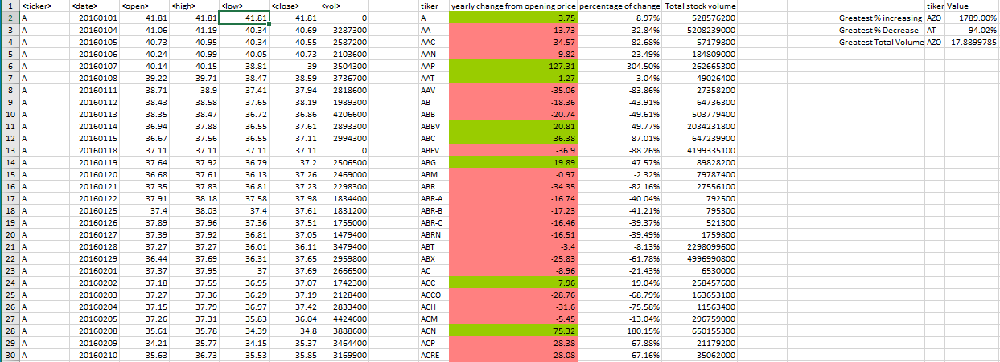 1 <ticker> <date> <open> <high> <low> <close> <vol> tiker yearly change from opening price percentage of change Total stock volume tiker Value
2 A 20160101 41.81 41.81 41.81 41.81 0 A 3.75 8.97% 528576200 Greatest % increasing AZO 1789.00%
3 A 20160104 41.06 41.19 40.34 40.69 3287300 AA -13.73 -32.84% 5208239000 Greatest % Decrease AT -94.02%
4 A 20160105 40.73 40.95 40.34 40.55 2587200 AAC -34.57 -82.68% 57179800 Greatest Total Volume AZO 17.8899785
5 A 20160106 40.24 40.99 40.05 40.73 2103600 AAN -9.82 -23.49% 184809000
6 A 20160107 40.14 40.15 38.81 39 3504300 AAP 127.31 304.50% 262665300
7 A 20160108 39.22 39.71 38.47 38.59 3736700 AAT 1.27 3.04% 49026400
8 A 20160111 38.71 38.9 37.41 37.94 2818600 AAV -35.06 -83.86% 27358200
9 A 20160112 38.43 38.58 37.65 38.19 1989300 AB -18.36 -43.91% 64736300
10 A 20160113 38.35 38.47 36.72 36.86 4206600 ABB -20.74 -49.61% 503779400
11 A 20160114 36.94 37.88 36.55 37.61 2893300 ABBV 20.81 49.77% 2034231800
12 A 20160115 36.67 37.56 36.55 37.11 2994300 ABC 36.38 87.01% 647239900
13 A 20160118 37.11 37.11 37.11 37.11 0 ABEV -36.9 -88.26% 4199335100
14 A 20160119 37.64 37.92 36.79 37.2 2506500 ABG 19.89 47.57% 89828200
15 A 20160120 36.68 37.61 36.13 37.26 2469000 ABM -0.97 -2.32% 79787400
16 A 20160121 37.35 37.83 36.81 37.23 2298300 ABR -34.35 -82.16% 27556100
17 A 20160122 37.91 38.18 37.58 37.98 1834400 ABR-A -16.74 -40.04% 792500
18 A 20160125 37.4 38.03 37.4 37.61 1831200 ABR-B -17.23 -41.21% 795300
19 A 20160126 37.89 37.96 37.36 37.51 1755000 ABR-C -16.46 -39.37% 521300
20 A 20160127 37.39 37.92 36.81 37.05 1479400 ABRN -16.51 -39.49% 1759800
21 A 20160128 37.27 37.27 36.01 36.11 3479400 ABT -3.4 -8.13% 2298099600
22 A 20160129 36.44 37.69 36.31 37.65 2959800 ABX -25.83 -61.78% 4996990800
23 A 20160201 37.37 37.95 37 37.69 2666500 AC -8.96 -21.43% 6530000
24 A 20160202 37.18 37.55 36.95 37.07 1742300 ACC 7.96 19.04% 258457600
25 A 20160203 37.27 37.36 36.29 37.19 2128400 ACCO -28.76 -68.79% 163653100
26 A 20160204 37.15 37.79 36.97 37.42 2833400 ACH -31.6 -75.58% 11563400
27 A 20160205 37.26 37.31 35.83 36.04 4424600 ACM -5.45 -13.04% 296759000
28 A 20160208 35.61 35.78 34.39 34.8 3888600 ACN 75.32 180.15% 650155300
29 A 20160209 34.21 35.77 34.15 35.37 3464400 ACP -28.38 -67.88% 21179200
30 A 20160210 35.63 36.73 35.53 35.85 3169900 ACRE -28.08 -67.16% 35062000